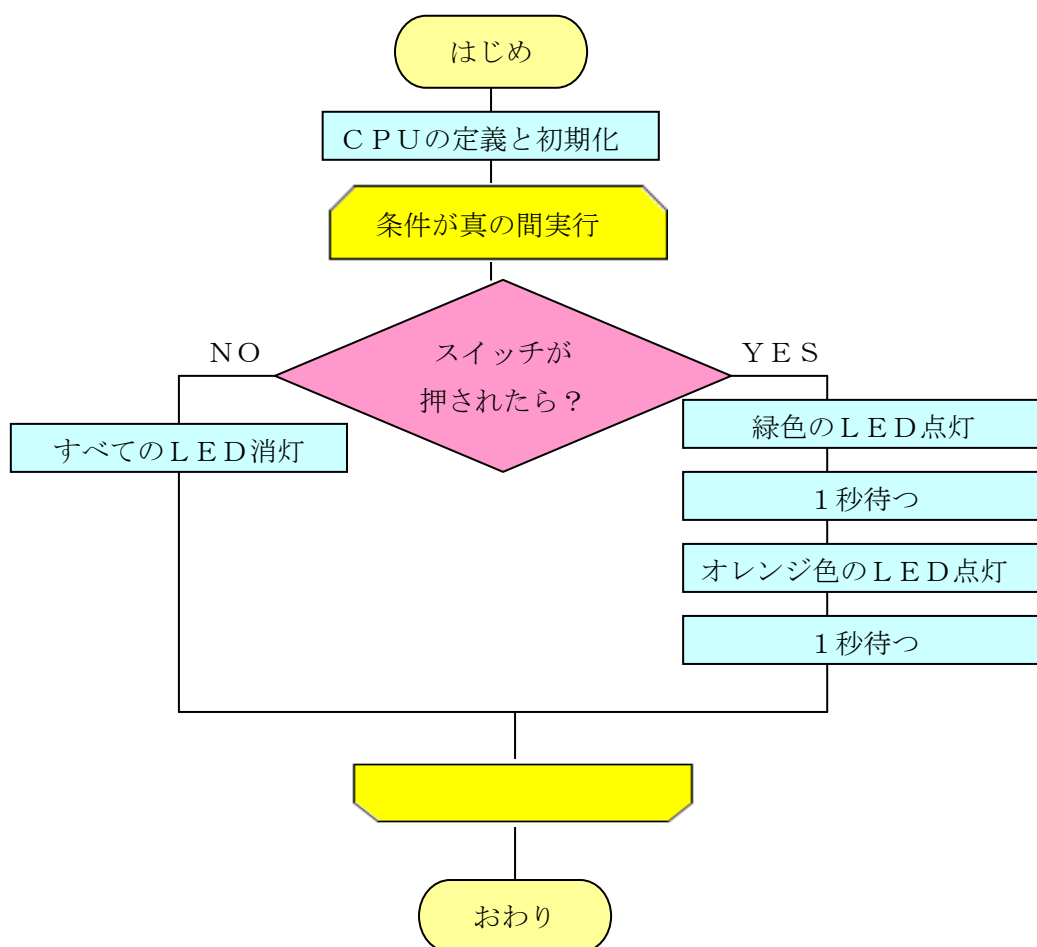 はじめ
ＣＰＵの定義と初期化
条件が真の間実行
スイッチが
押されたら？
ＮＯ
すべてのＬＥＤ消灯
ＹＥＳ
緑色のＬＥＤ点灯
１秒待つ
オレンジ色のＬＥＤ点灯
１秒待つ
おわり